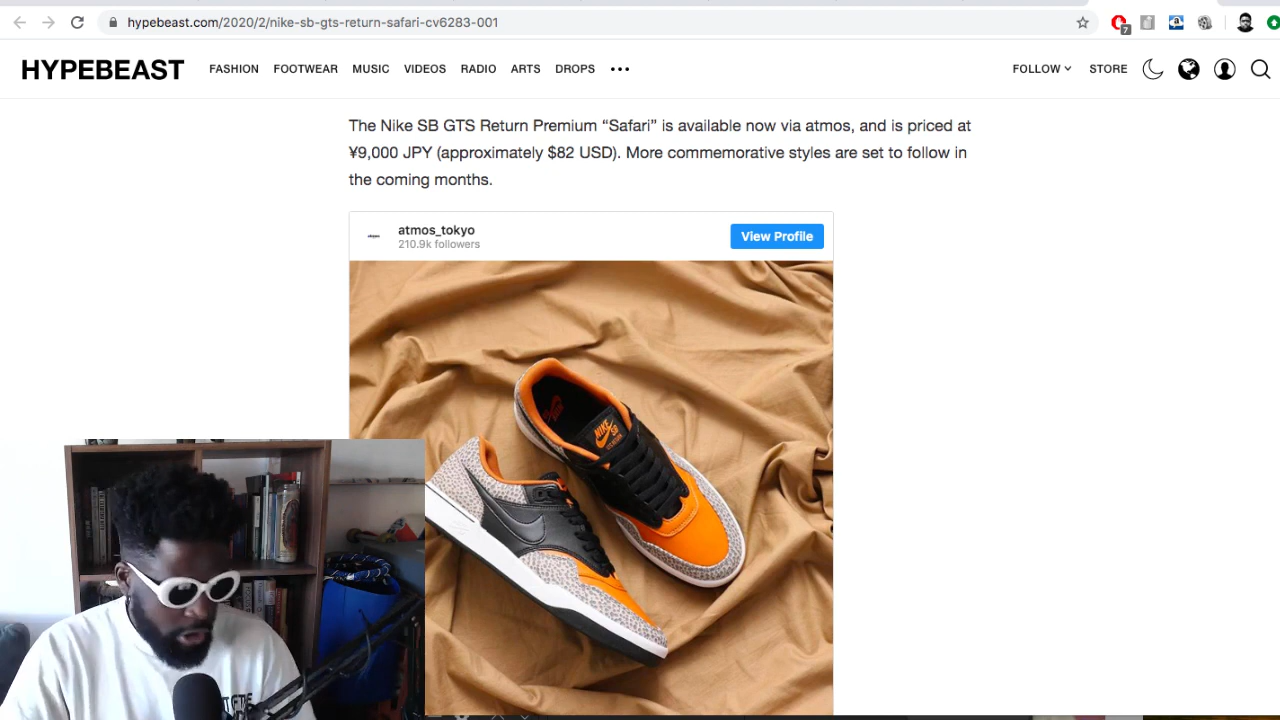 hypebeast.com/2020/2/nike-sb-gts-return-safari-cv6283-001
7
HYPEBEAST
FASHION FOOTWEAR MUSIC VIDEOS RADIO ARTS DROPS
FOLLOW STORE
The Nike SB GTS Return Premium “Safari” is available now via atmos, and is priced at
¥9,000 JPY (approximately $82 USD). More commemorative styles are set to follow in
the coming months.
atmos_tokyo
210.9k followers
View Profile
NIKE
SB